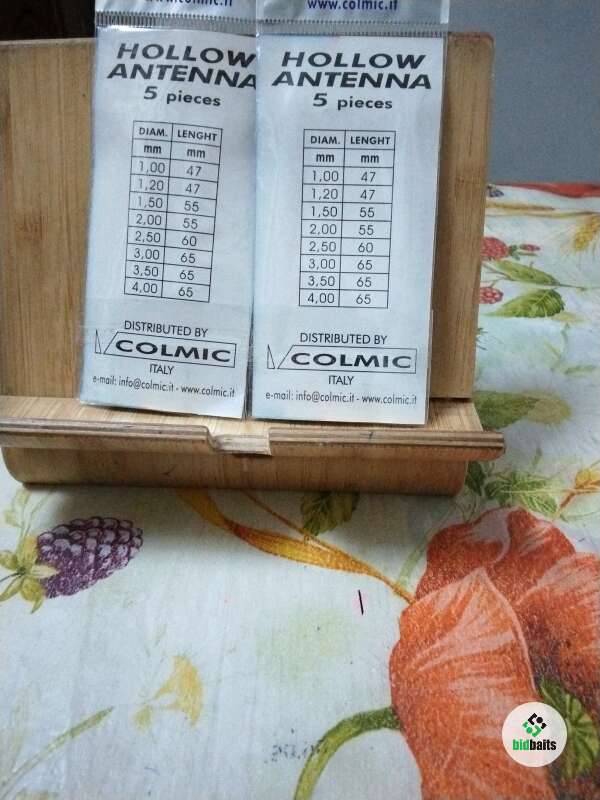 www.colmic.it
HOLLOW
ANTENNA
5 pieces
DIAM. LENGHT
mm mm
1,00 47
1,20 47
1,50 55
2,00 55
2,50 60
3,00 65
3,50 65
4,00 65
DISTRIBUTED BY
COLMIC
ITALY
e-mail: info@colmic.it - www.colmic.it
www.colmic.it
HOLLOW
ANTENNA
5 pieces
DIAM. LENGHT
mm mm
1,00 47
1,20 47
1,50 55
2,00 55
2,50 60
3,00 65
3,50 65
4,00 65
DISTRIBUTED BY
COLMIC
ITALY
e-mail: info@colmic.it - www.colmic.it
bidbaits